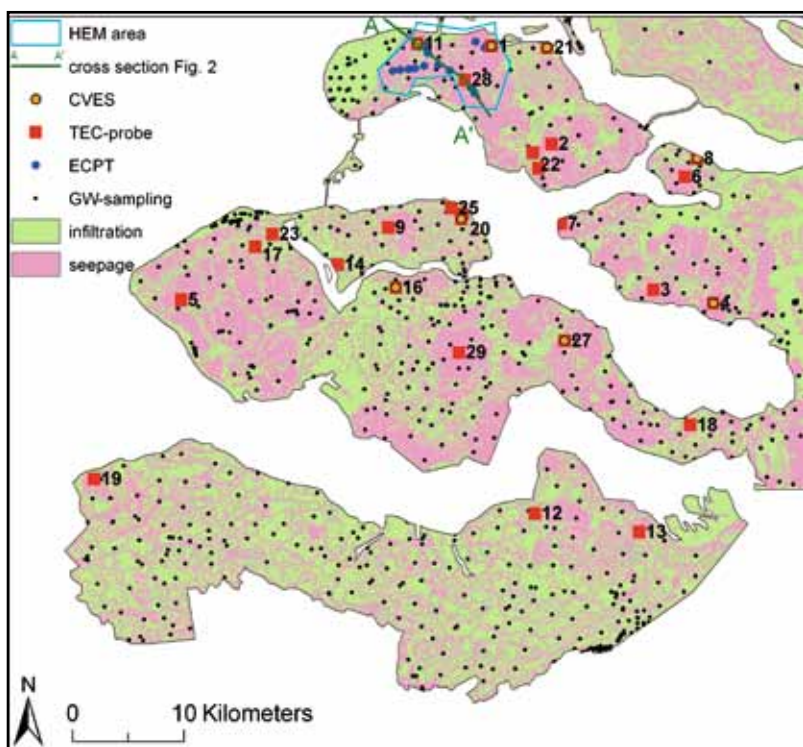 HEM area
A A'
cross section Fig. 2
CVES
TEC-probe
ECPT
GW-sampling
infiltration
seepage
A
11
1
21
28
A'
2
22
8
6
25
20
9
7
23
17
14
16
5
3
4
27
29
18
19
12
13
N
0 10 Kilometers